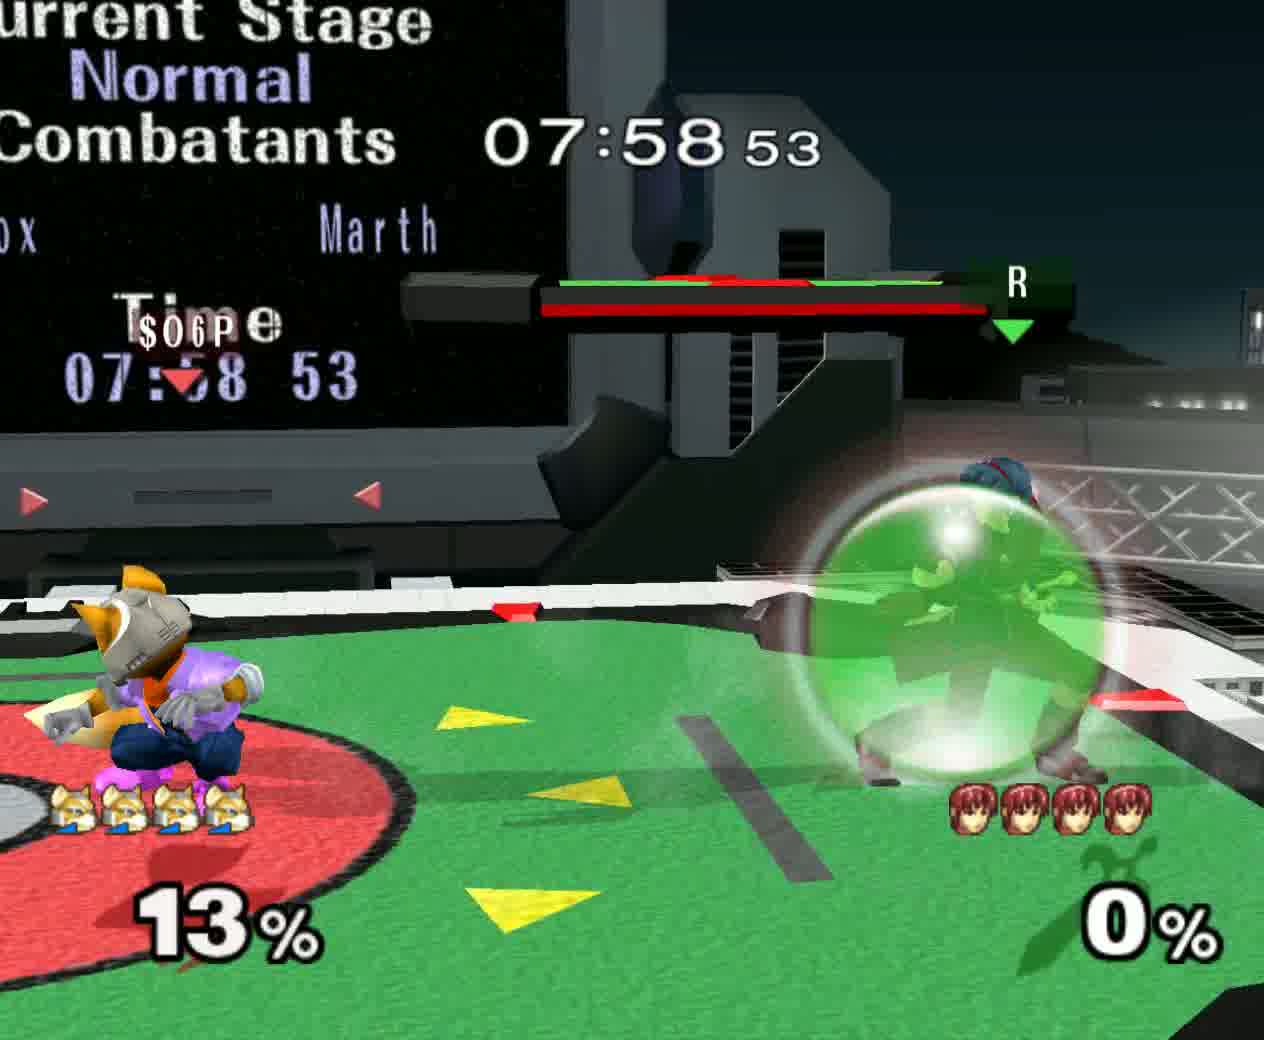 urrent Stage
Normal
Combatants
07:58 53
ox
Marth
R
Time
$06P
07:58 53
13%
0%